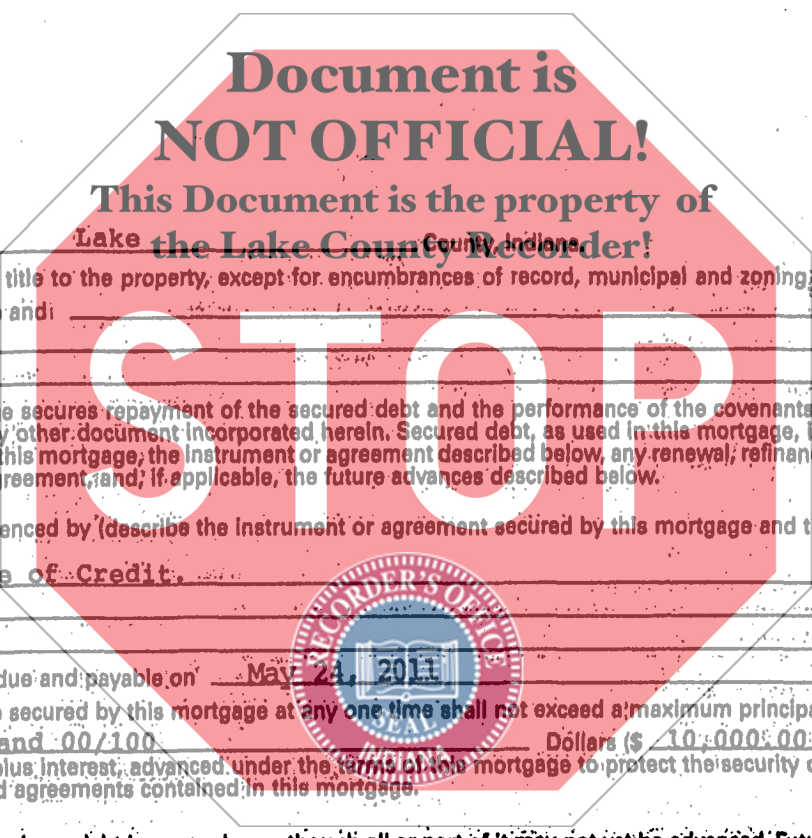 Document is
NOT OFFICIAL!
This Document is the property of
the Lake County Recorder!
Lake County, Indiana.
title to the property, except for encumbrances of record, municipal and zoning
and
STOP
e secures repayment of the secured debt and the performance of the covenants
y other document incorporated herein. Secured debt, as used in this mortgage,
this mortgage, the instrument or agreement described below, any renewal, refinan
reement, and, if applicable, the future advances described below.
enced by (describe the instrument or agreement secured by this mortgage and t
e of Credit.
RECORDER'S OFFICE
SEAL
INDIANA
due and payable on May 24, 2011
secured by this mortgage at any one time shall not exceed a maximum principa
and 00/100 Dollars ($ 10,000.00
plus interest, advanced under the terms of this mortgage to protect the security o
d agreements contained in this mortgage.